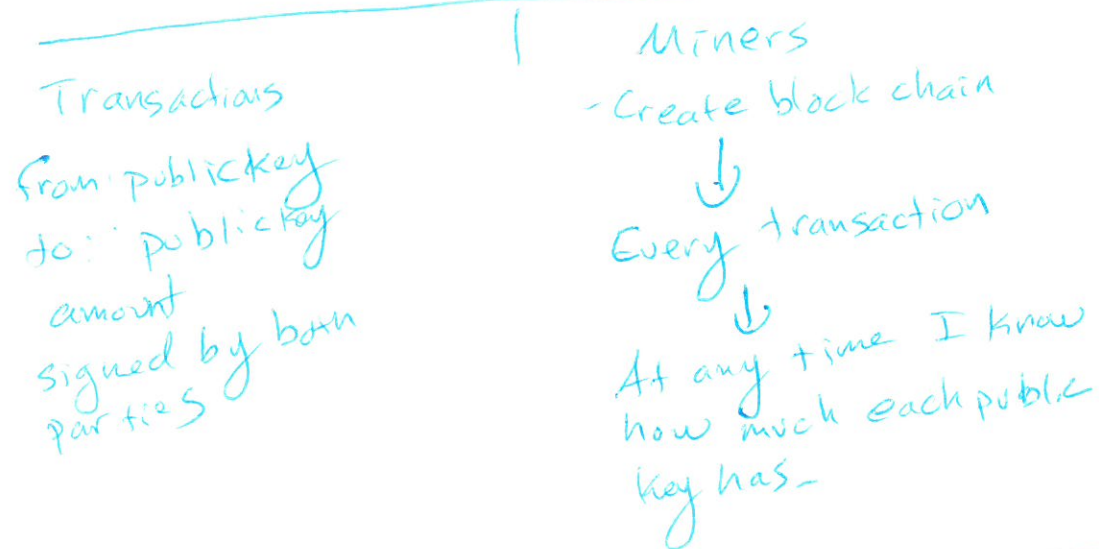 Transactions
from: publickey
to: publickey
amount
signed by both
parties
Miners
- Create block chain
Every transaction
At any time I know
how much each public
key has